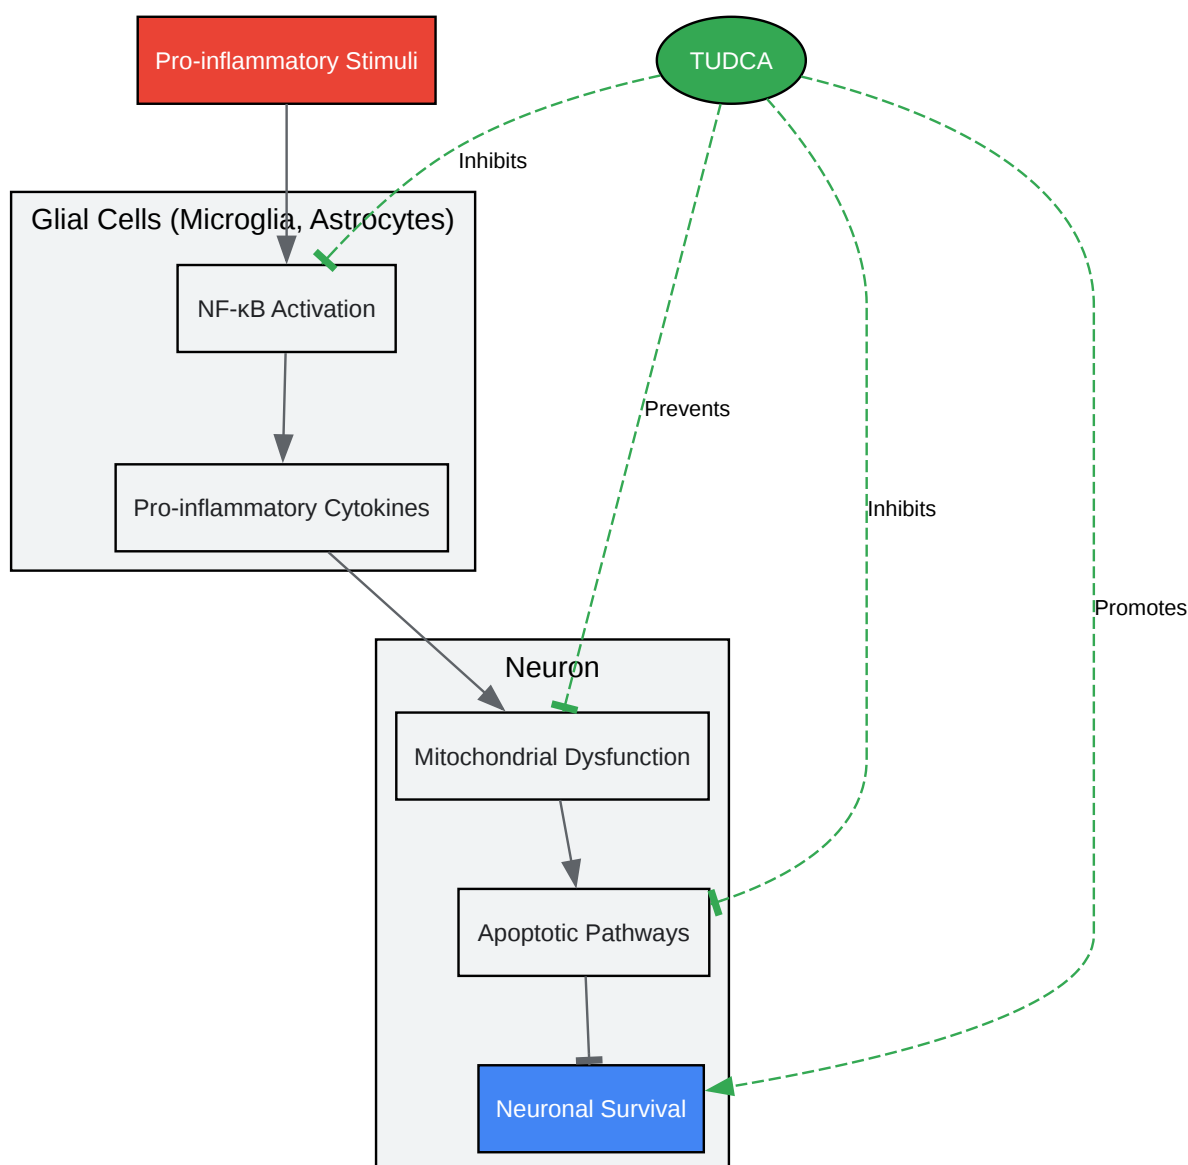 Pro-inflammatory Stimuli
TUDCA
Inhibits
Glial Cells (Microglia, Astrocytes)
NF-κB Activation
Prevents
Pro-inflammatory Cytokines
Inhibits
Promotes
Neuron
Mitochondrial Dysfunction
Apoptotic Pathways
Neuronal Survival